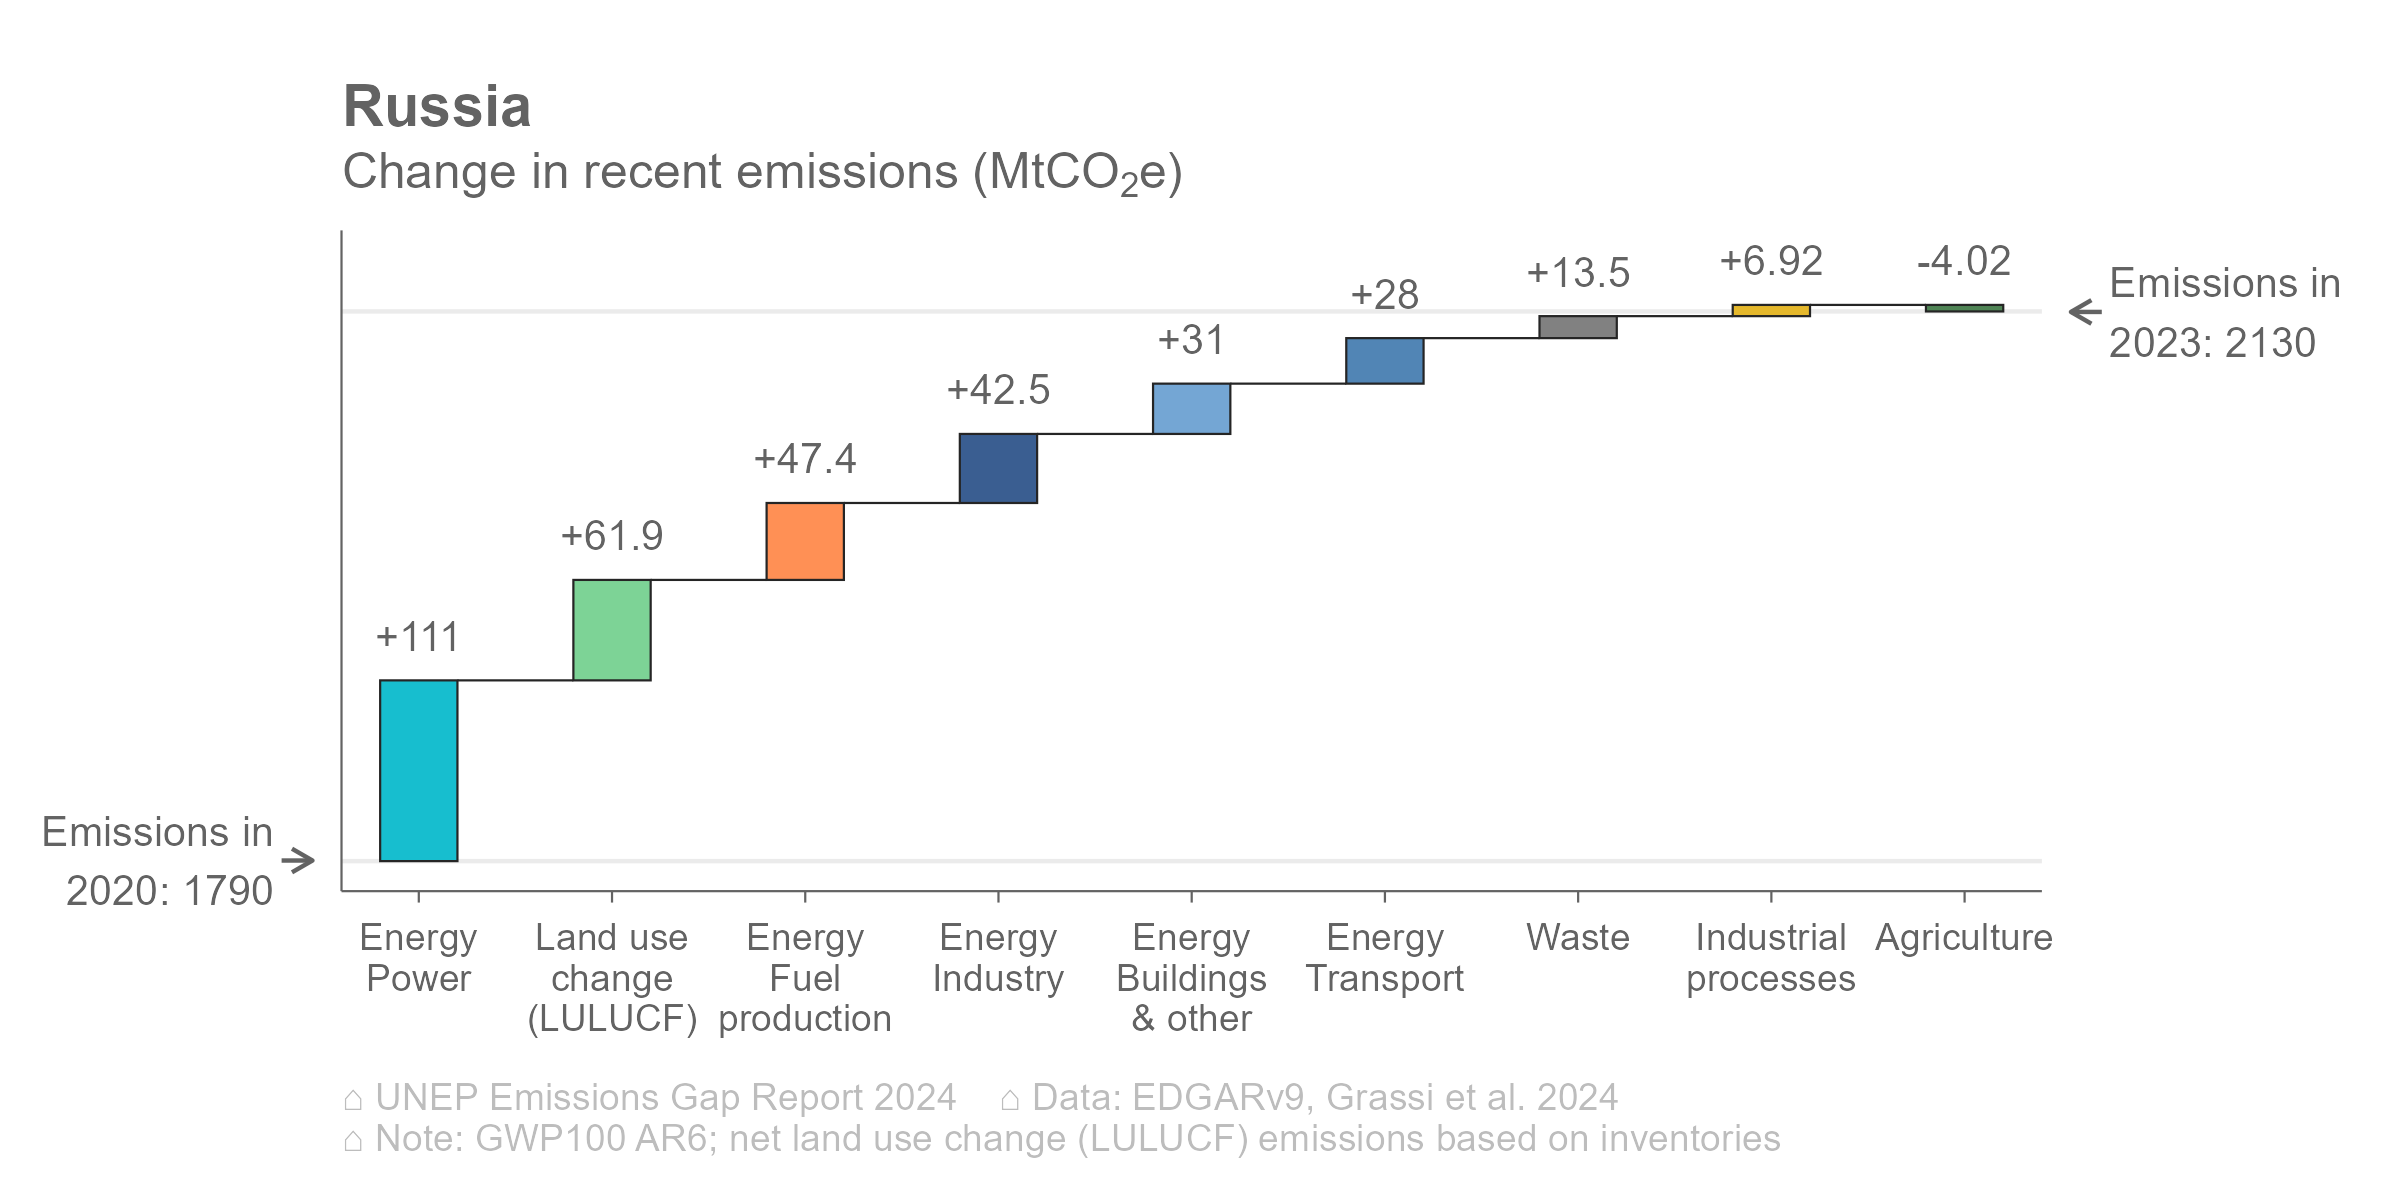 Russia
Change in recent emissions (MtCO₂e)
+111
+61.9
+47.4
+42.5
+31
+28
+13.5
+6.92
-4.02
Emissions in
2023: 2130
Emissions in
2020: 1790
Energy
Power
Land use
change
(LULUCF)
Energy
Fuel
production
Energy
Industry
Energy
Buildings
& other
Energy
Transport
Waste
Industrial
processes
Agriculture
⌂ UNEP Emissions Gap Report 2024 ⌂ Data: EDGARv9, Grassi et al. 2024
⌂ Note: GWP100 AR6; net land use change (LULUCF) emissions based on inventories